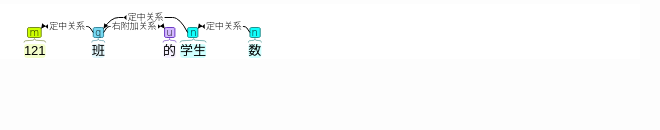 定中关系
定中关系 右附加关系 定中关系
m q u n n
121 班 的 学生 数